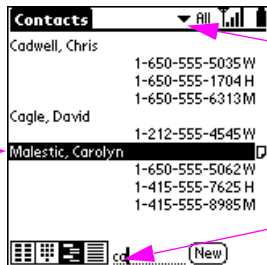 Contacts All
Cadwell, Chris
1-650-555-5035 W
1-650-555-1704 H
1-650-555-6313 M
Cagle, David
1-212-555-4545 W
Malestic, Carolyn
1-650-555-5062 W
1-415-555-7625 H
1-415-555-8985 M
ca New